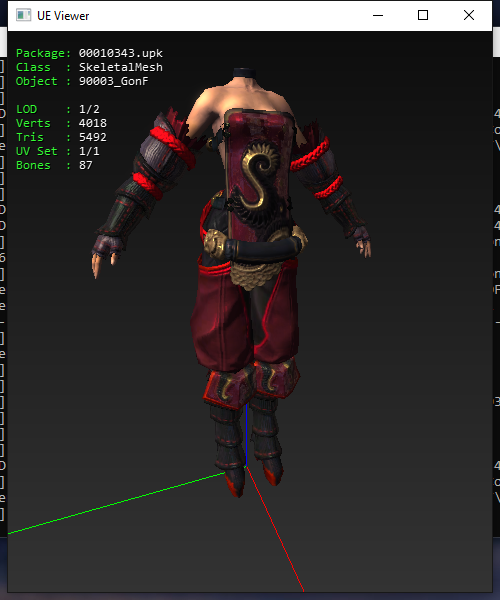 UE Viewer
Package: 00010343.upk
Class : SkeletalMesh
Object : 90003_GonF
LOD : 1/2
Verts : 4018
Tris : 5492
UV Set : 1/1
Bones : 87